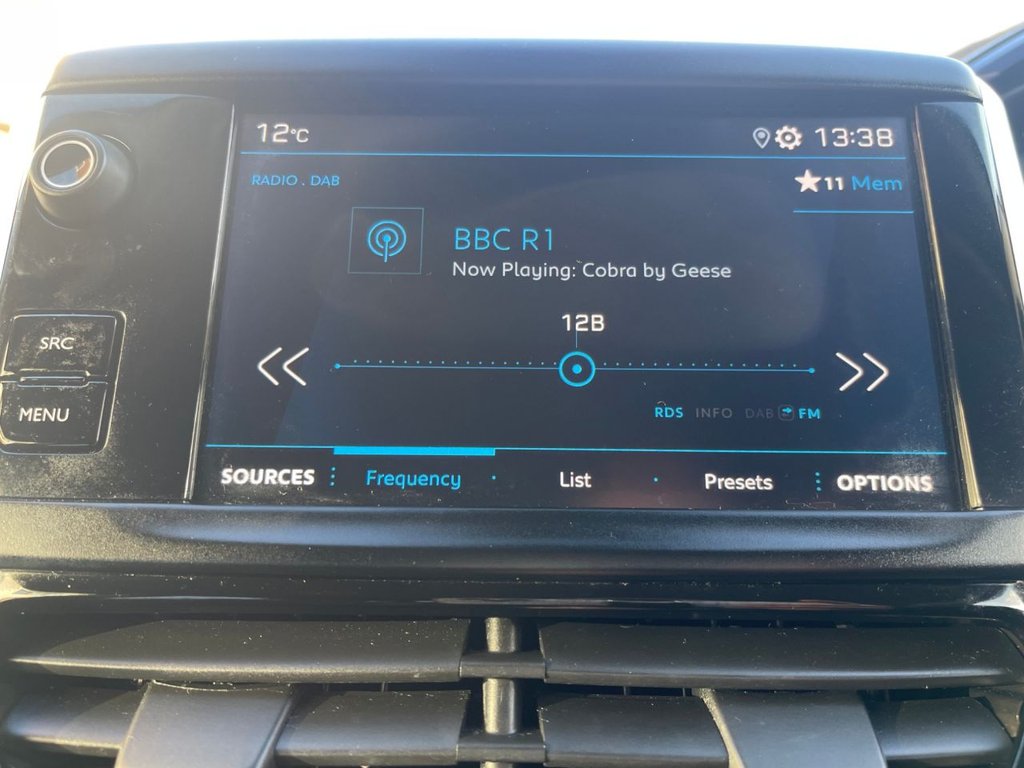 12°C 13:38
RADIO . DAB
★11 Mem
BBC R1
Now Playing: Cobra by Geese
12B
SRC
MENU
RDS INFO DAB FM
SOURCES Frequency List Presets OPTIONS